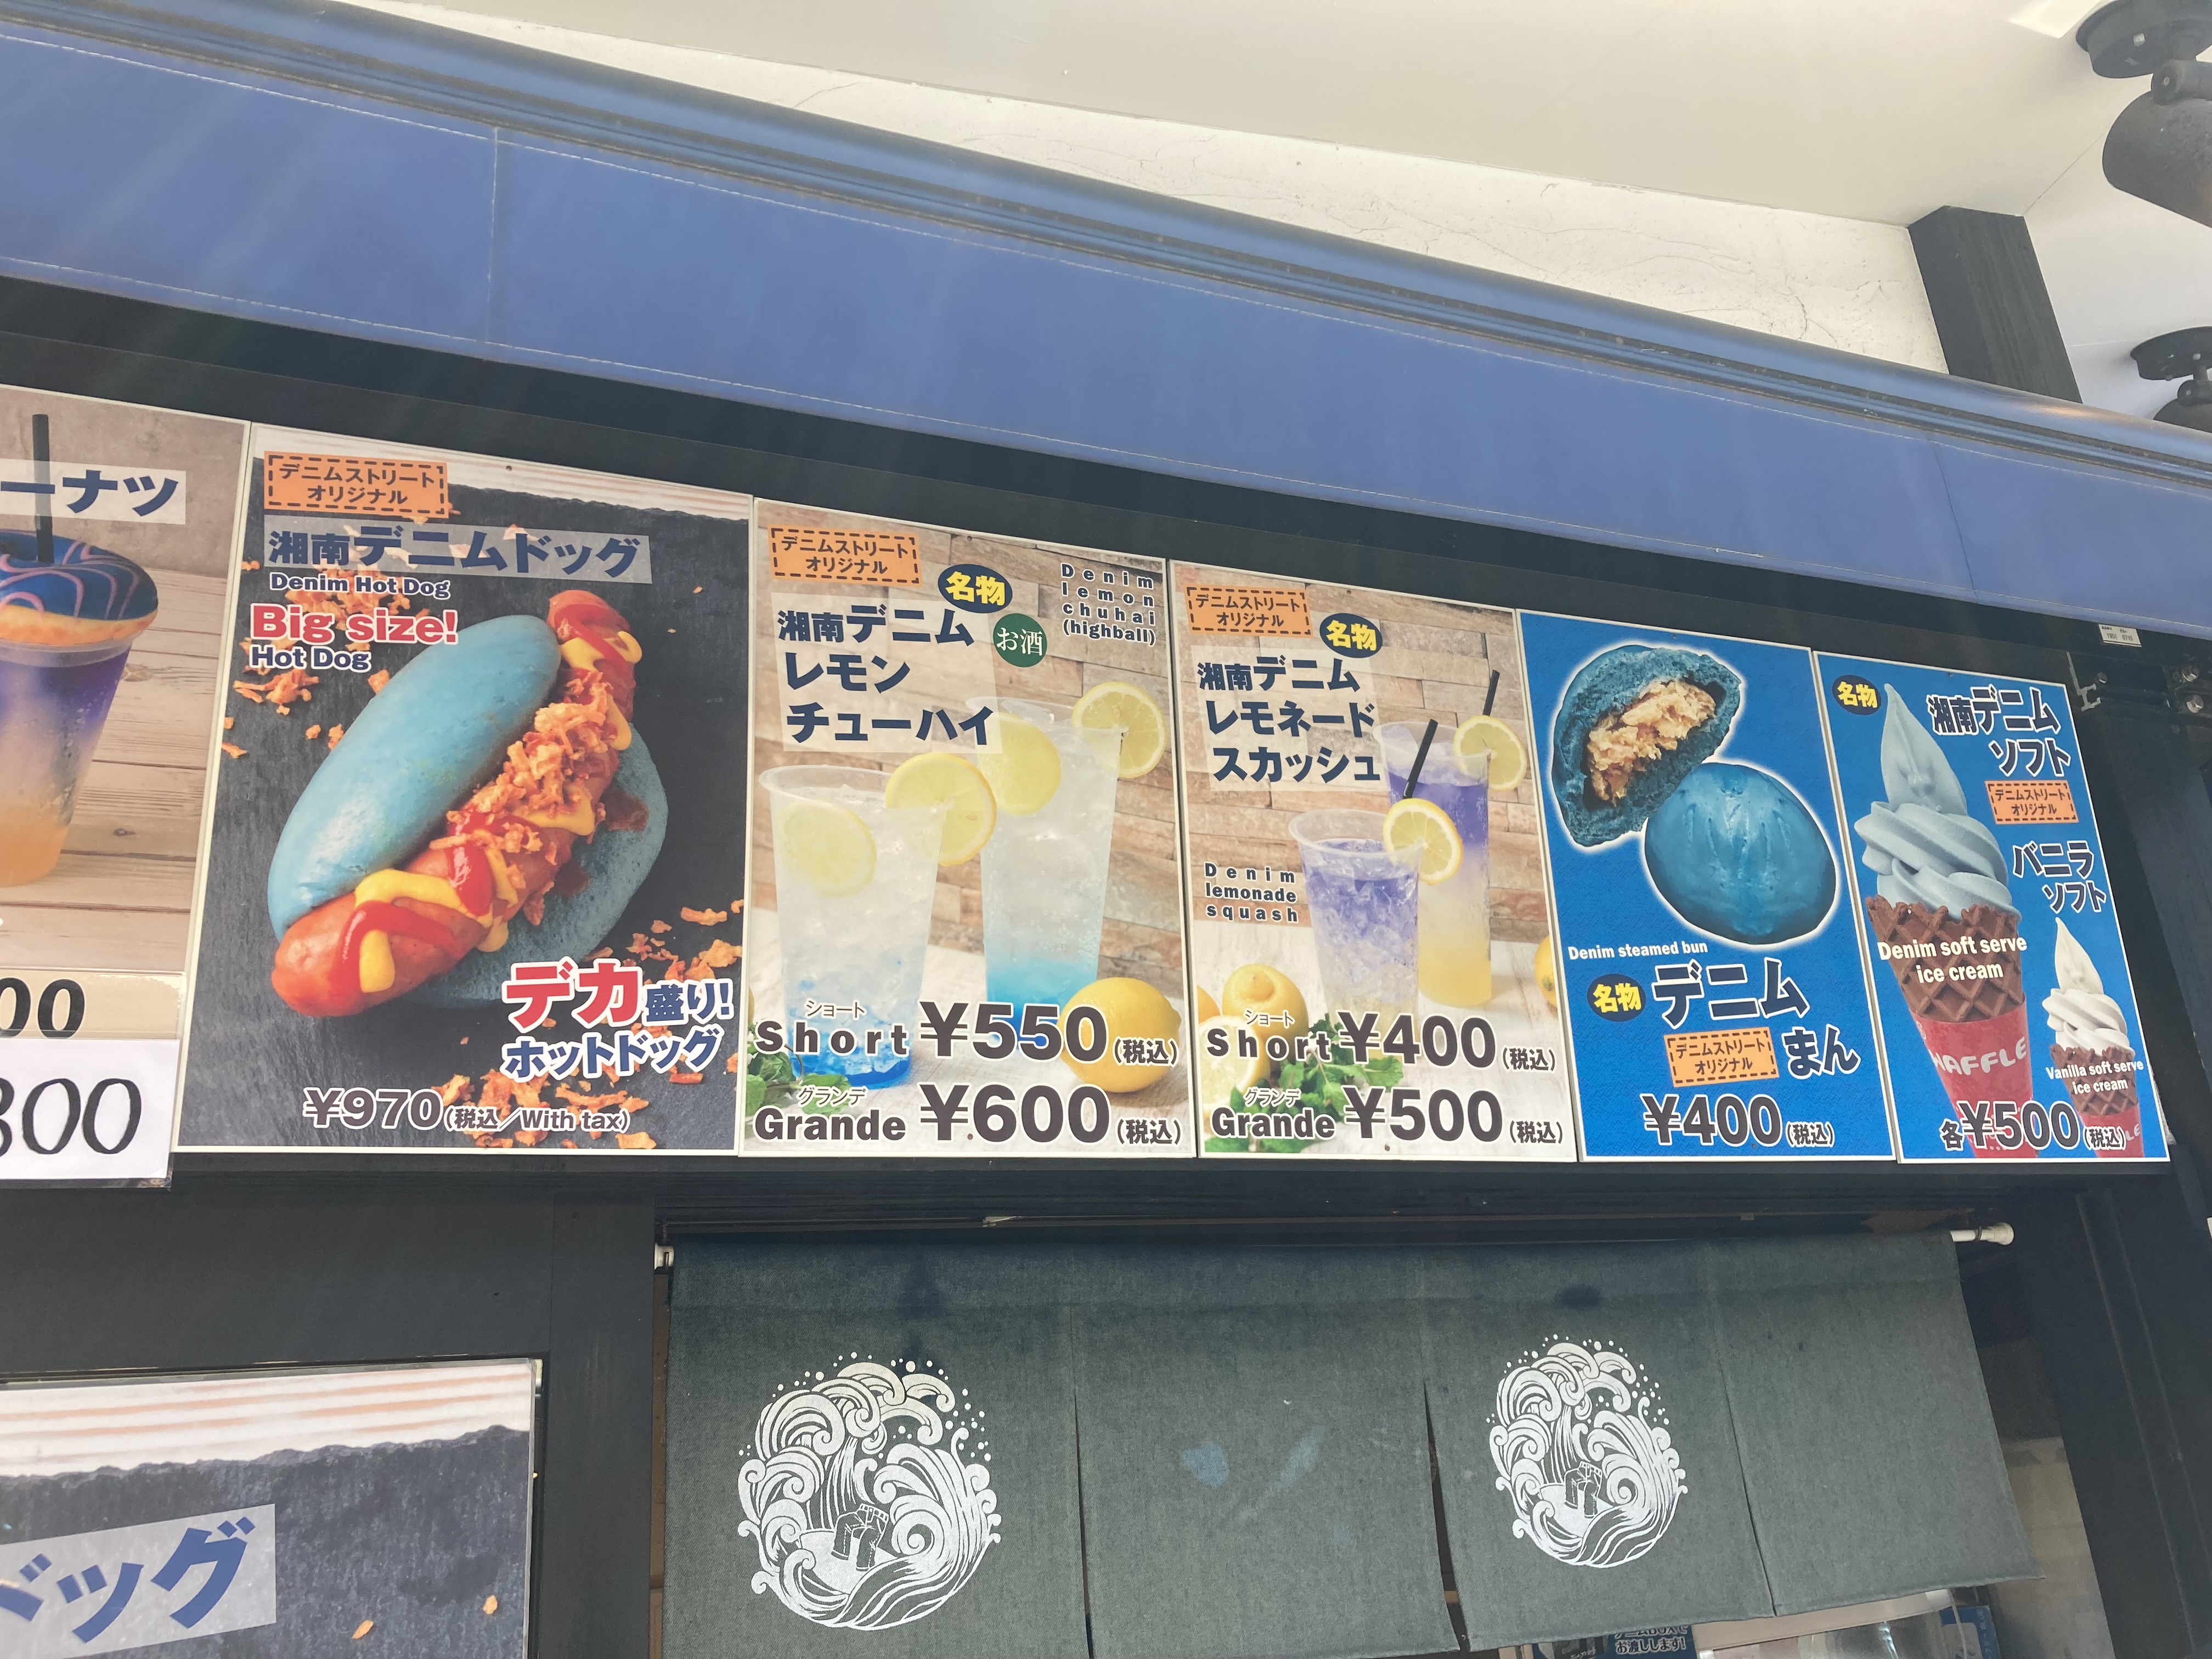 ーナツ
00
800
デニムストリート
オリジナル
湘南デニムドッグ
Denim Hot Dog
Big size!
Hot Dog
デカ盛り!
ホットドッグ
¥970(税込/With tax)
デニムストリート
オリジナル
名物
Denim
lemon
chuhai
(highball)
湘南デニム
お酒
レモン
チューハイ
ショート
Short ¥550(税込)
グランデ
Grande ¥600(税込)
デニムストリート
オリジナル
名物
湘南デニム
レモネード
スカッシュ
Denim
lemonade
squash
ショート
Short ¥400(税込)
グランデ
Grande ¥500(税込)
Denim steamed bun
名物 デニム
まん
デニムストリート
オリジナル
¥400(税込)
名物
湘南デニム
ソフト
デニムストリート
オリジナル
バニラ
ソフト
Denim soft serve
ice cream
WAFFLE
Vanilla soft serve
ice cream
各¥500(税込)
ドッグ
お渡しします!